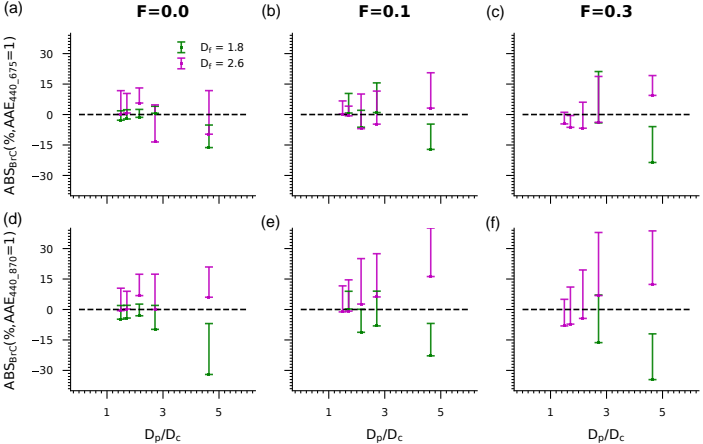 (a) F=0.0 (b) F=0.1 (c) F=0.3
ABS_BrC(%,AAE_440_675=1)
30
15
0
−15
−30
D_f = 1.8
D_f = 2.6
(d) (e) (f)
ABS_BrC(%,AAE_440_870=1)
30
15
0
−15
−30
1 3 5 1 3 5 1 3 5
D_p/D_c D_p/D_c D_p/D_c